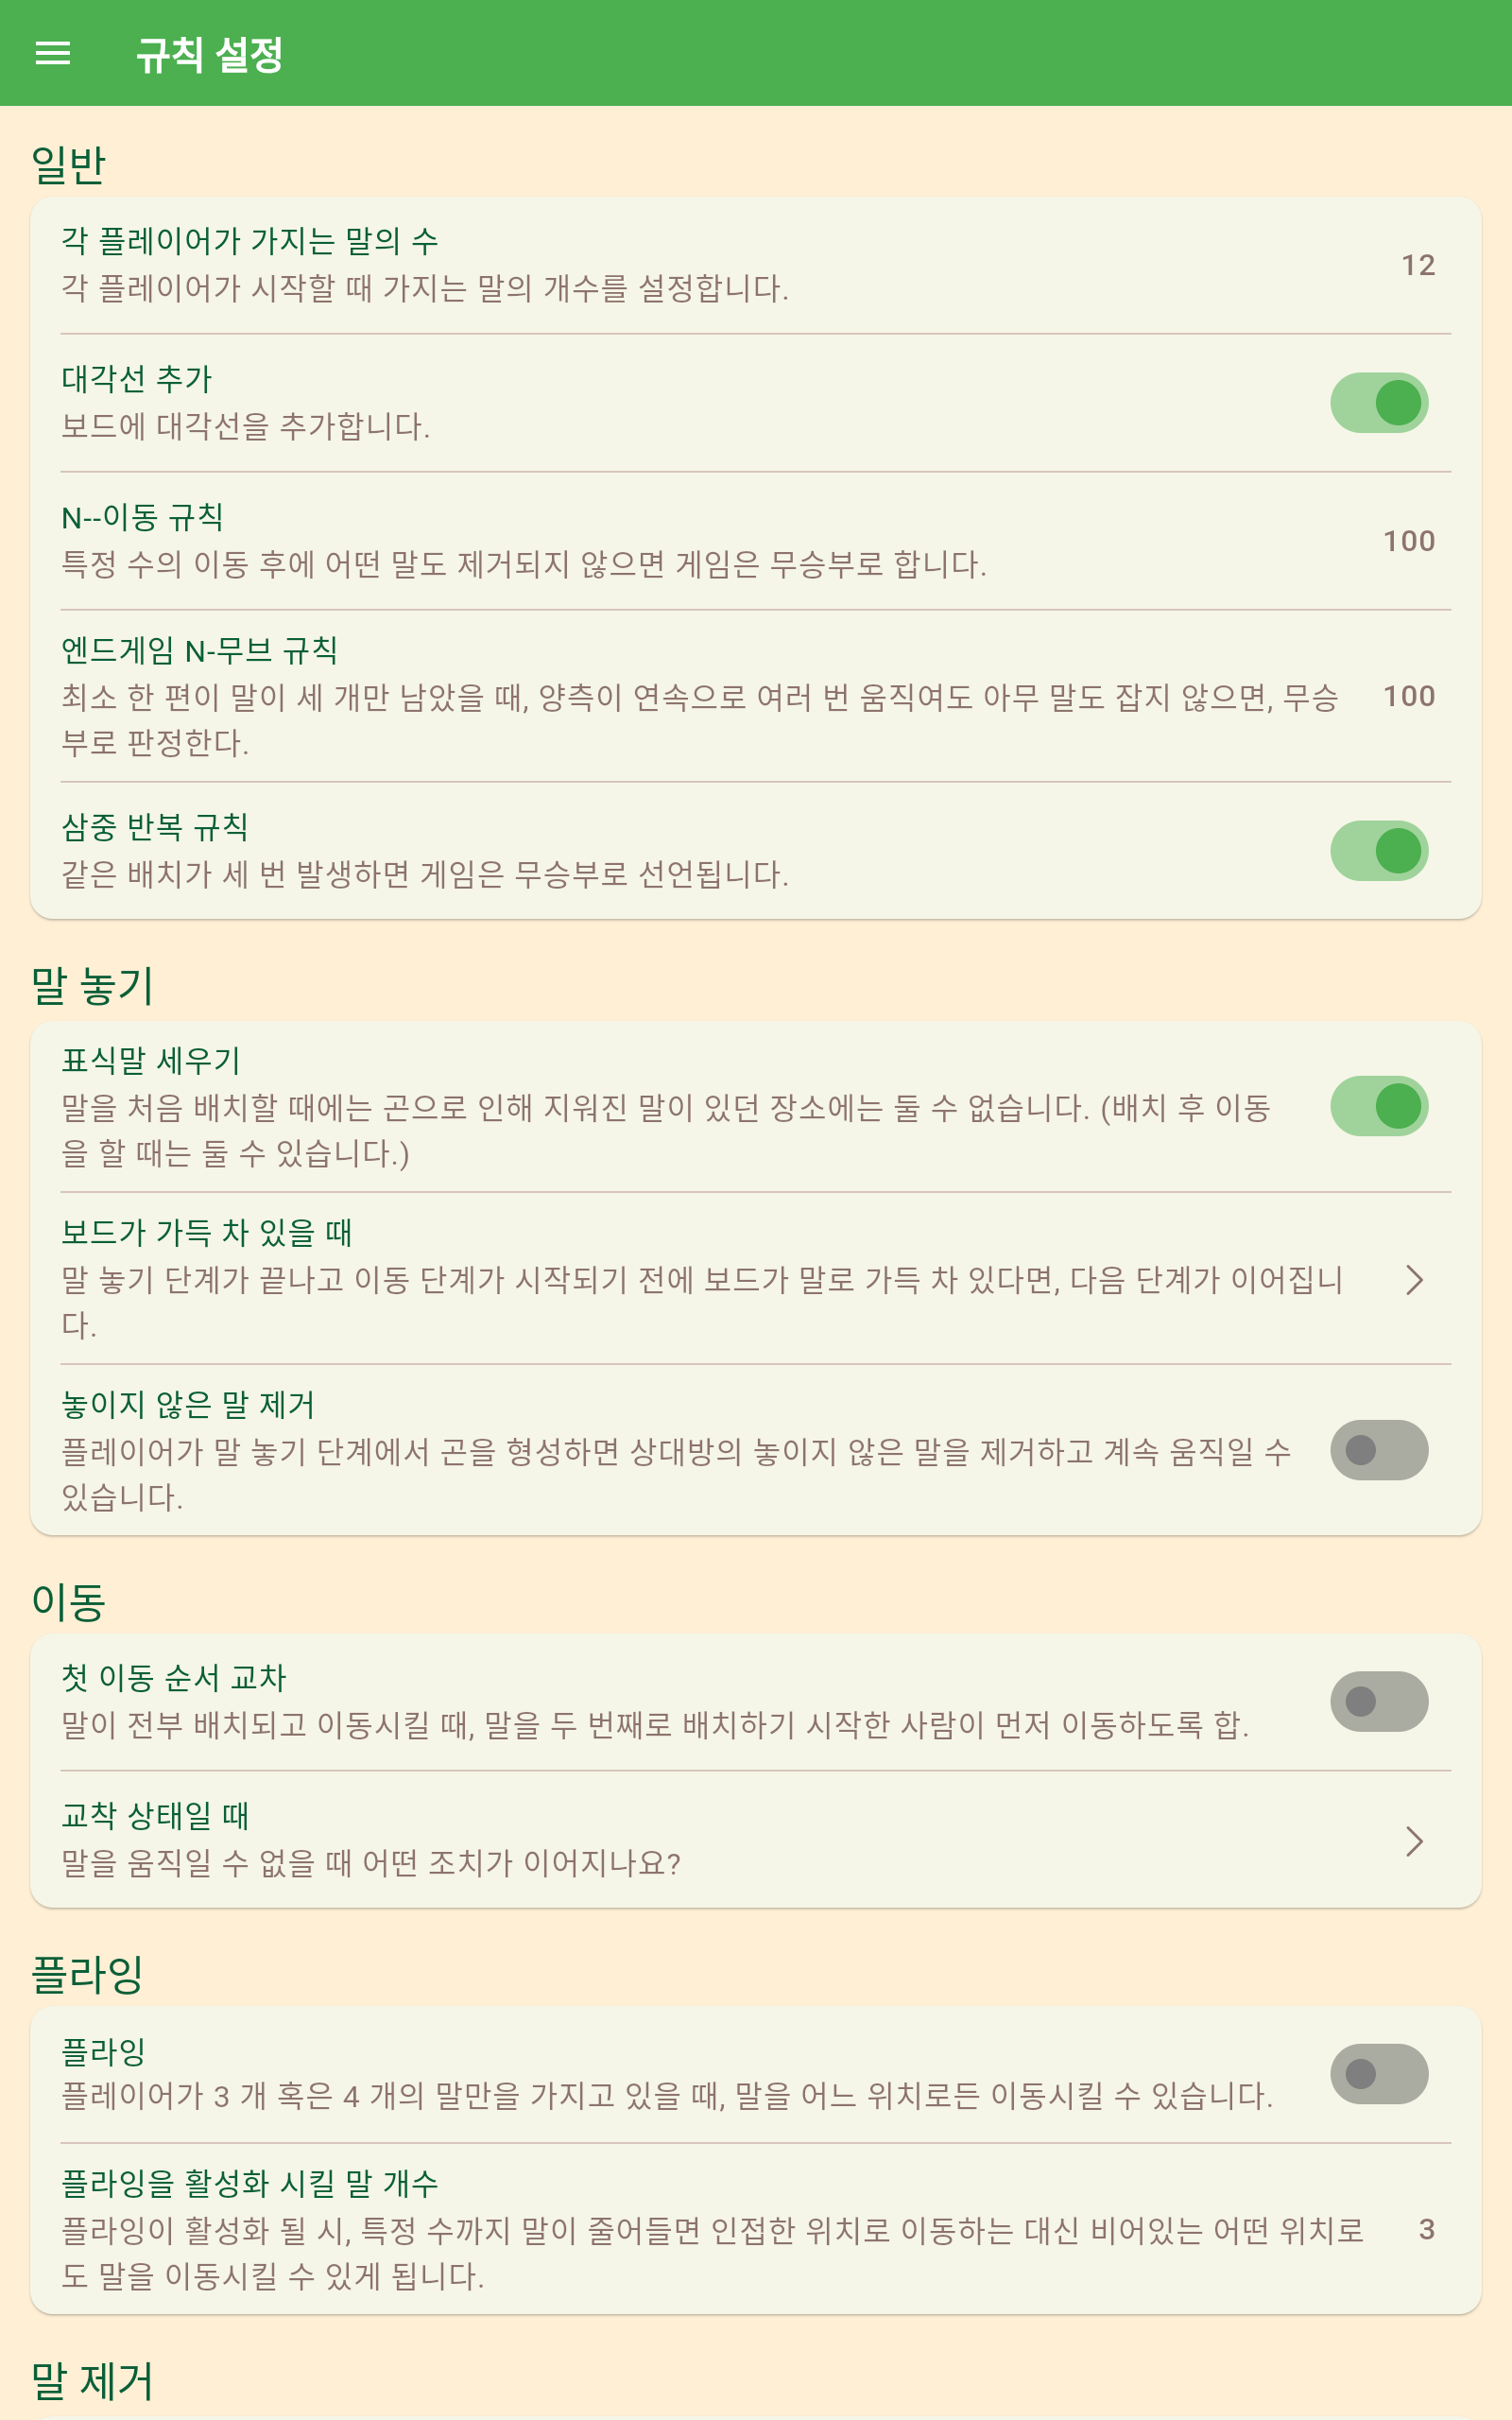 규칙 설정
일반
각 플레이어가 가지는 말의 수
각 플레이어가 시작할 때 가지는 말의 개수를 설정합니다.
12
대각선 추가
보드에 대각선을 추가합니다.
N--이동 규칙
특정 수의 이동 후에 어떤 말도 제거되지 않으면 게임은 무승부로 합니다.
100
엔드게임 N-무브 규칙
최소 한 편이 말이 세 개만 남았을 때, 양측이 연속으로 여러 번 움직여도 아무 말도 잡지 않으면, 무승
부로 판정한다.
100
삼중 반복 규칙
같은 배치가 세 번 발생하면 게임은 무승부로 선언됩니다.
말 놓기
표식말 세우기
말을 처음 배치할 때에는 곤으로 인해 지워진 말이 있던 장소에는 둘 수 없습니다. (배치 후 이동
을 할 때는 둘 수 있습니다.)
보드가 가득 차 있을 때
말 놓기 단계가 끝나고 이동 단계가 시작되기 전에 보드가 말로 가득 차 있다면, 다음 단계가 이어집니
다.
놓이지 않은 말 제거
플레이어가 말 놓기 단계에서 곤을 형성하면 상대방의 놓이지 않은 말을 제거하고 계속 움직일 수
있습니다.
이동
첫 이동 순서 교차
말이 전부 배치되고 이동시킬 때, 말을 두 번째로 배치하기 시작한 사람이 먼저 이동하도록 합.
교착 상태일 때
말을 움직일 수 없을 때 어떤 조치가 이어지나요?
플라잉
플라잉
플레이어가 3 개 혹은 4 개의 말만을 가지고 있을 때, 말을 어느 위치로든 이동시킬 수 있습니다.
플라잉을 활성화 시킬 말 개수
플라잉이 활성화 될 시, 특정 수까지 말이 줄어들면 인접한 위치로 이동하는 대신 비어있는 어떤 위치로
도 말을 이동시킬 수 있게 됩니다.
3
말 제거